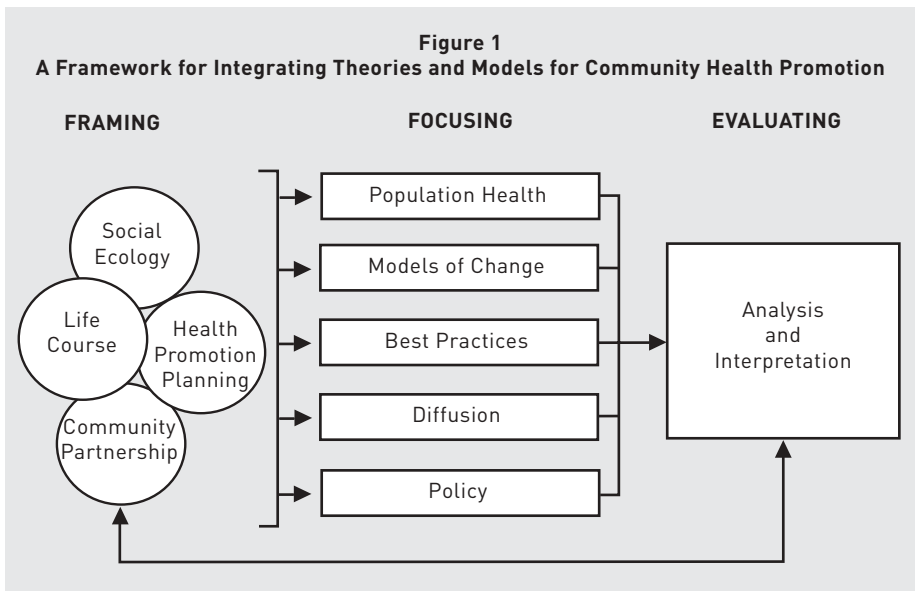 Figure 1
A Framework for Integrating Theories and Models for Community Health Promotion
FRAMING
FOCUSING
EVALUATING
Social
Ecology
Life
Course
Health
Promotion
Planning
Community
Partnership
Population Health
Models of Change
Best Practices
Diffusion
Policy
Analysis
and
Interpretation